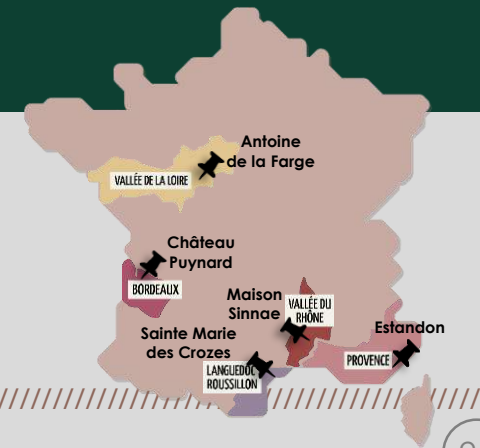 Antoine
de la Farge
VALLÉE DE LA LOIRE
Château
Puynard
BORDEAUX
Maison
Sinnae
VALLÉE DU
RHÔNE
Estandon
Sainte Marie
des Crozes
PROVENCE
LANGUEDOC
ROUSSILLON